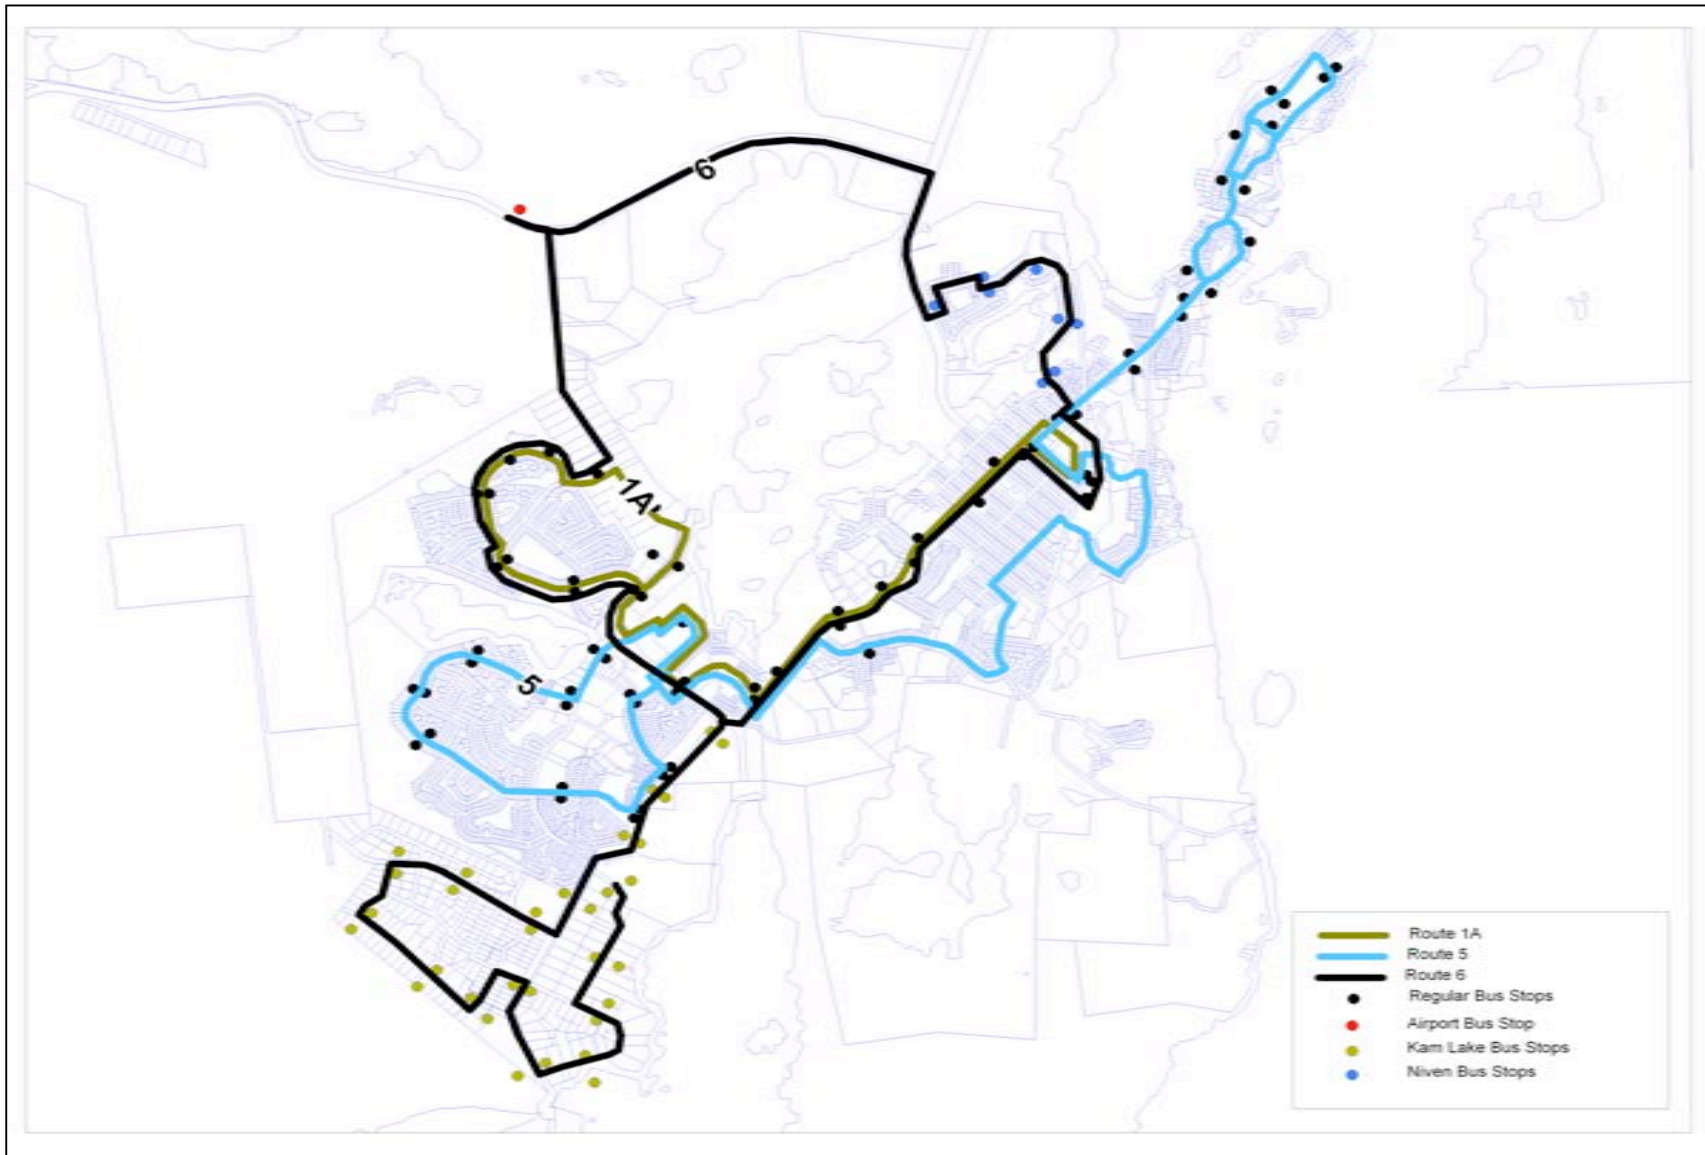 6
1A
5
Route 1A
Route 5
Route 6
Regular Bus Stops
Airport Bus Stop
Kam Lake Bus Stops
Niven Bus Stops